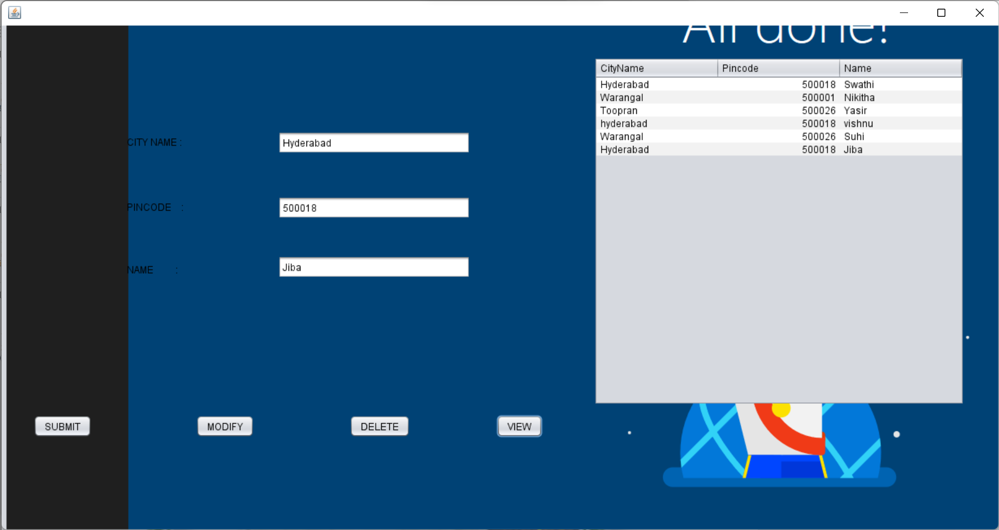 All done!
CityName Pincode Name
Hyderabad 500018 Swathi
Warangal 500001 Nikitha
Toopran 500026 Yasir
hyderabad 500018 vishnu
Warangal 500026 Suhi
Hyderabad 500018 Jiba
CITY NAME : Hyderabad
PINCODE : 500018
NAME : Jiba
SUBMIT MODIFY DELETE VIEW